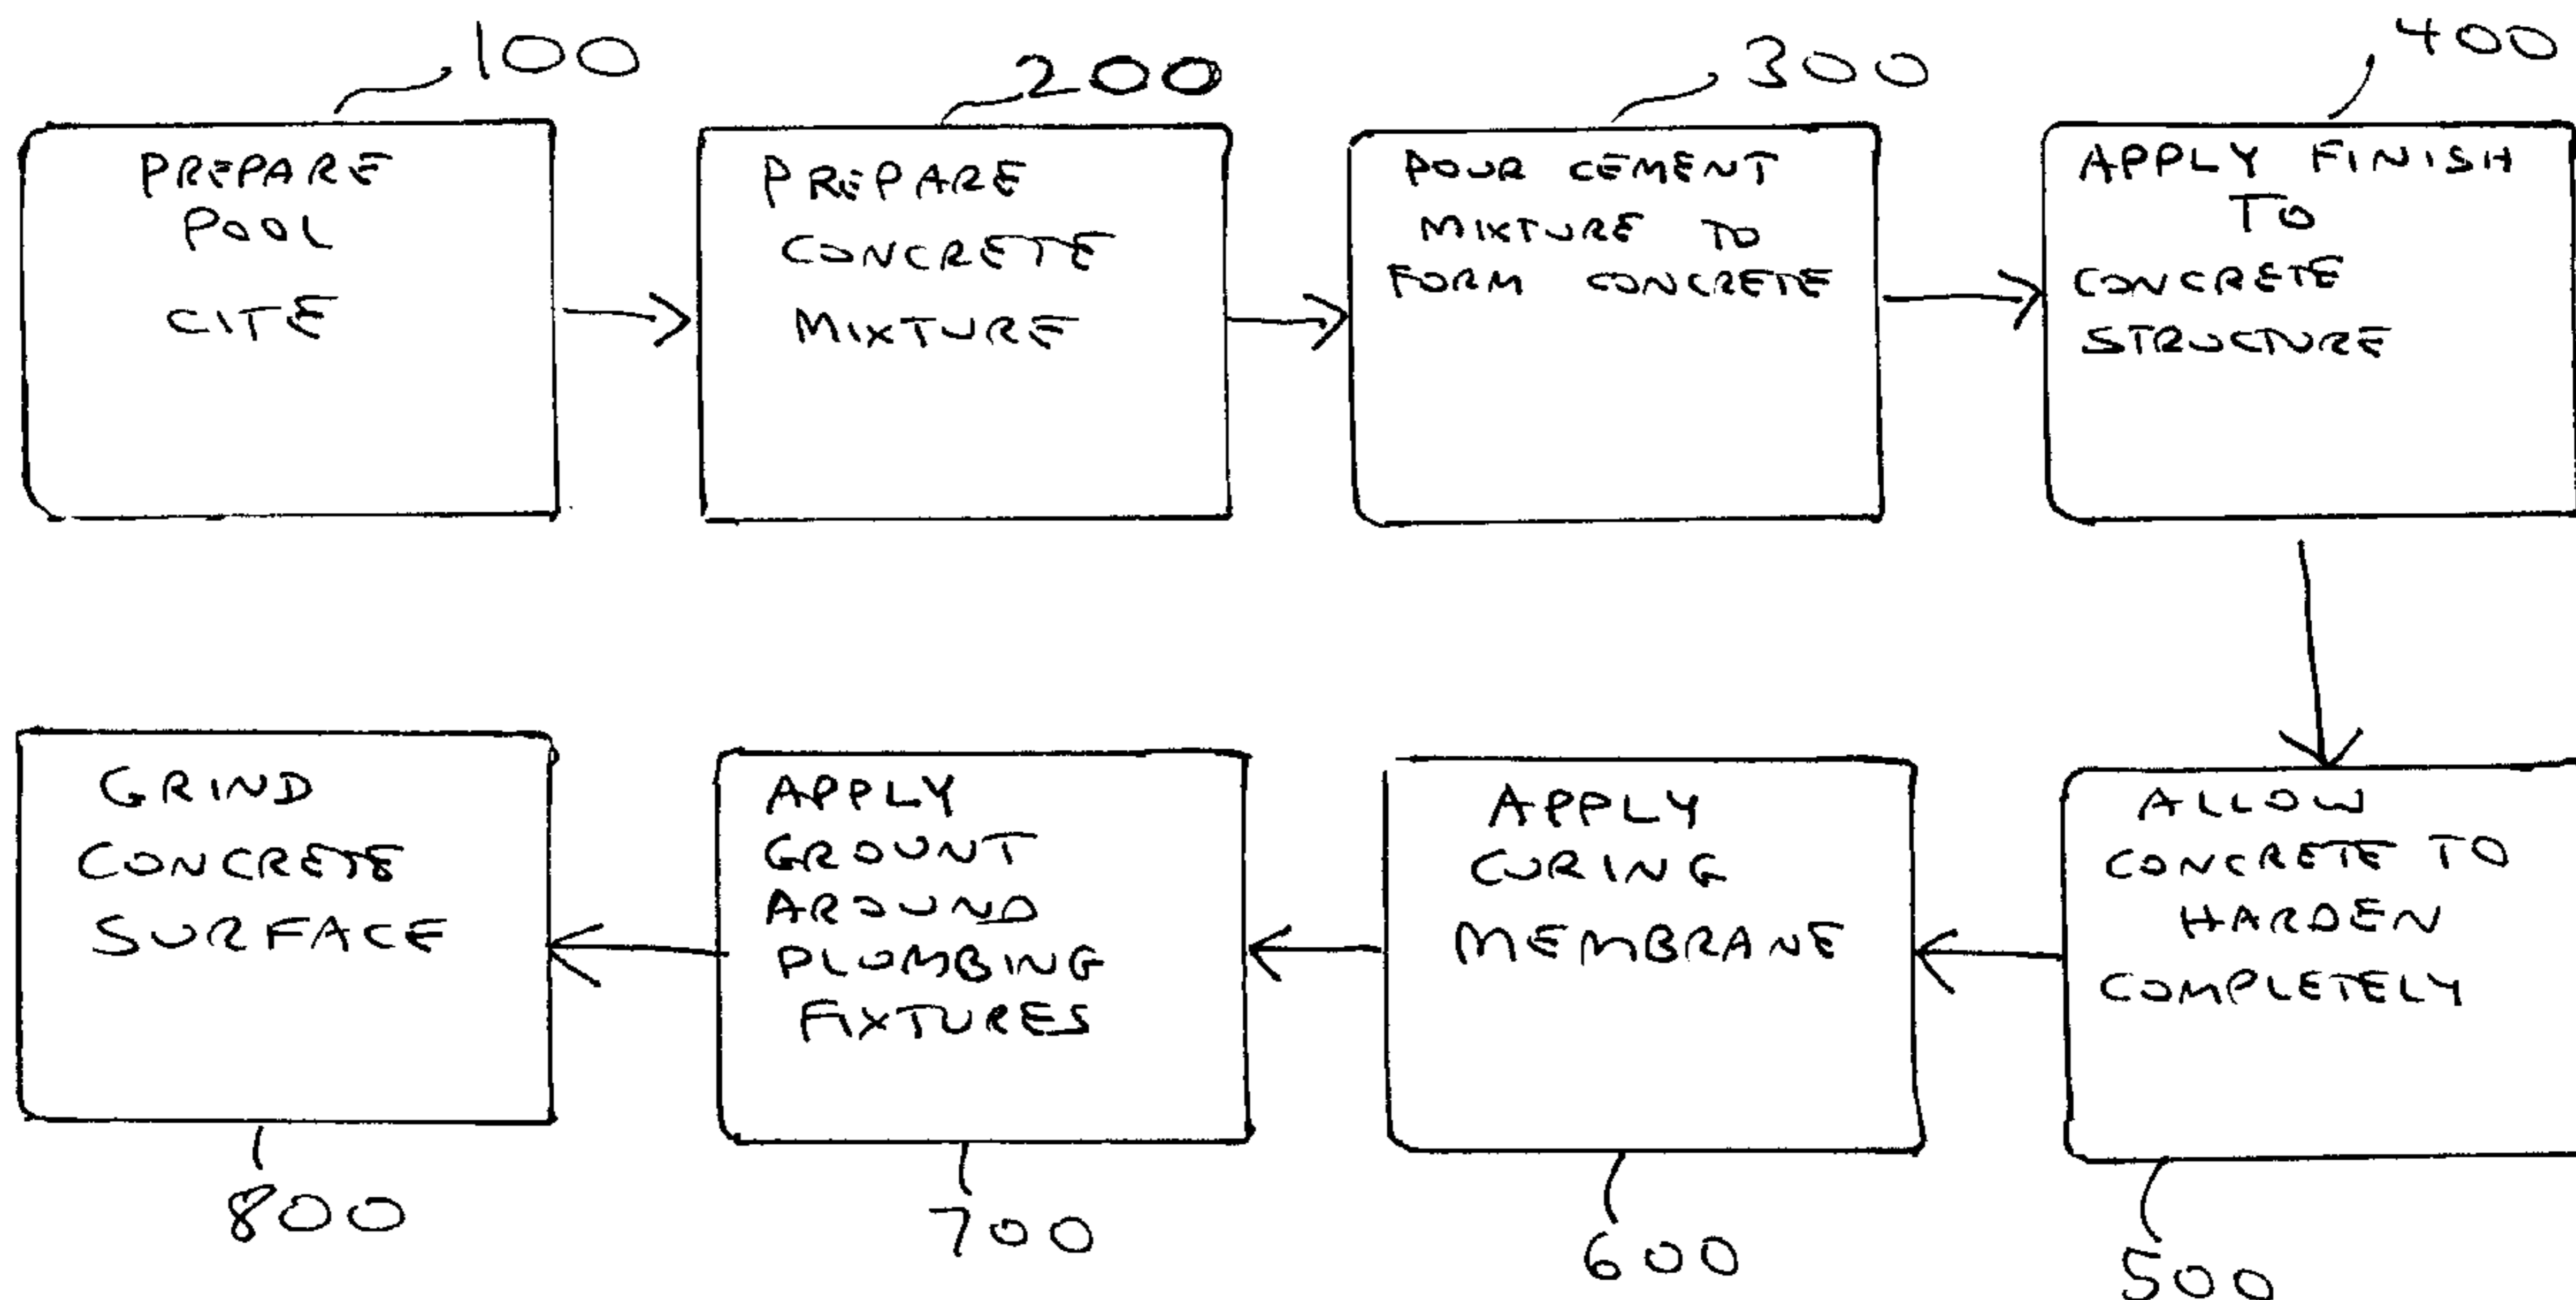 100
PREPARE
POOL
CITE
200
PREPARE
CONCRETE
MIXTURE
300
POUR CEMENT
MIXTURE TO
FORM CONCRETE
400
APPLY FINISH
TO
CONCRETE
STRUCTURE
ALLOW
CONCRETE TO
HARDEN
COMPLETELY
500
APPLY
CURING
MEMBRANE
600
APPLY
GROUNT
AROUND
PLUMBING
FIXTURES
700
GRIND
CONCRETE
SURFACE
800